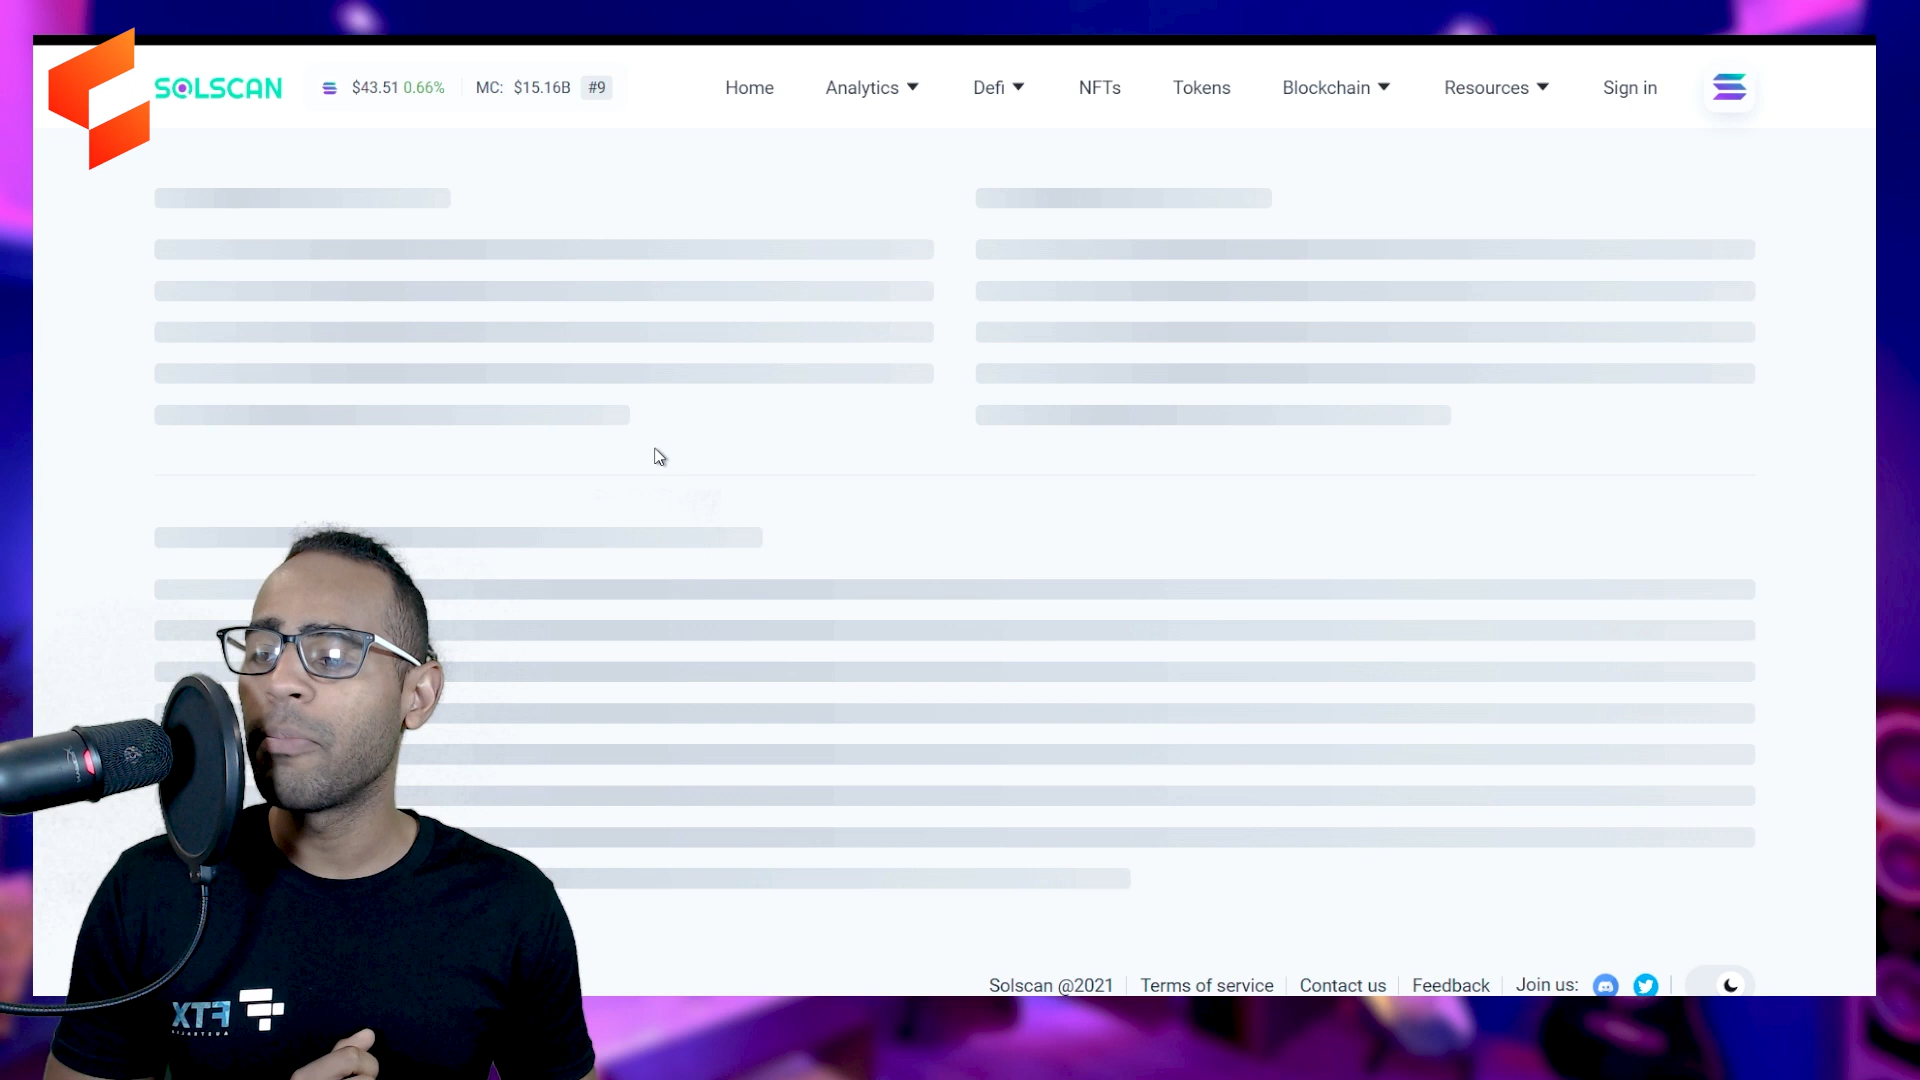 SOLSCAN $43.51 0.66% MC: $15.16B #9 Home Analytics Defi NFTs Tokens Blockchain Resources Sign in
Solscan @2021 Terms of service Contact us Feedback Join us:
FTX